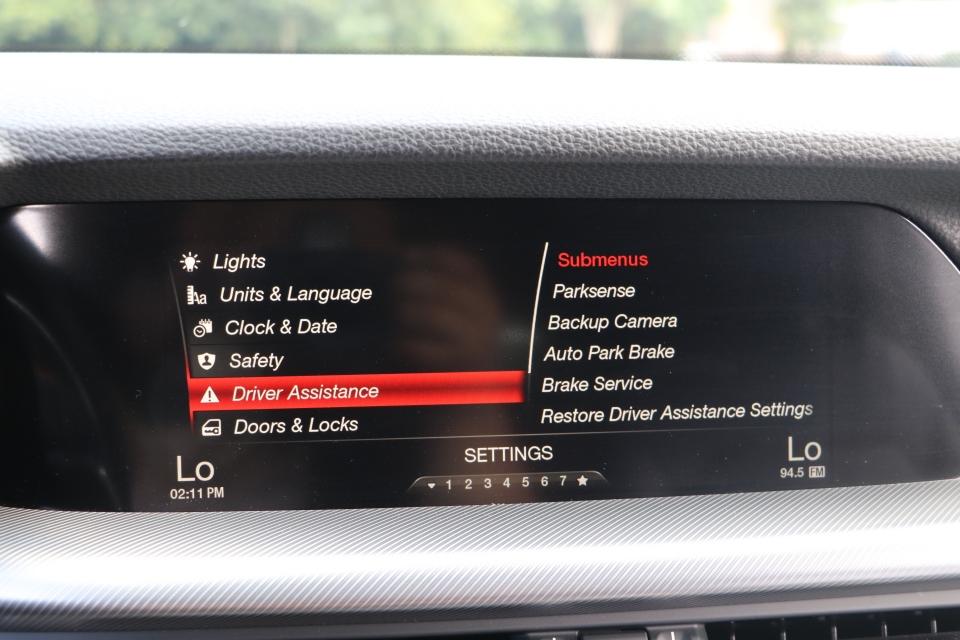 Lights
Units & Language
Clock & Date
Safety
Driver Assistance
Doors & Locks
Submenus
Parksense
Backup Camera
Auto Park Brake
Brake Service
Restore Driver Assistance Settings
Lo
02:11 PM
SETTINGS
1 2 3 4 5 6 7
Lo
94.5 FM